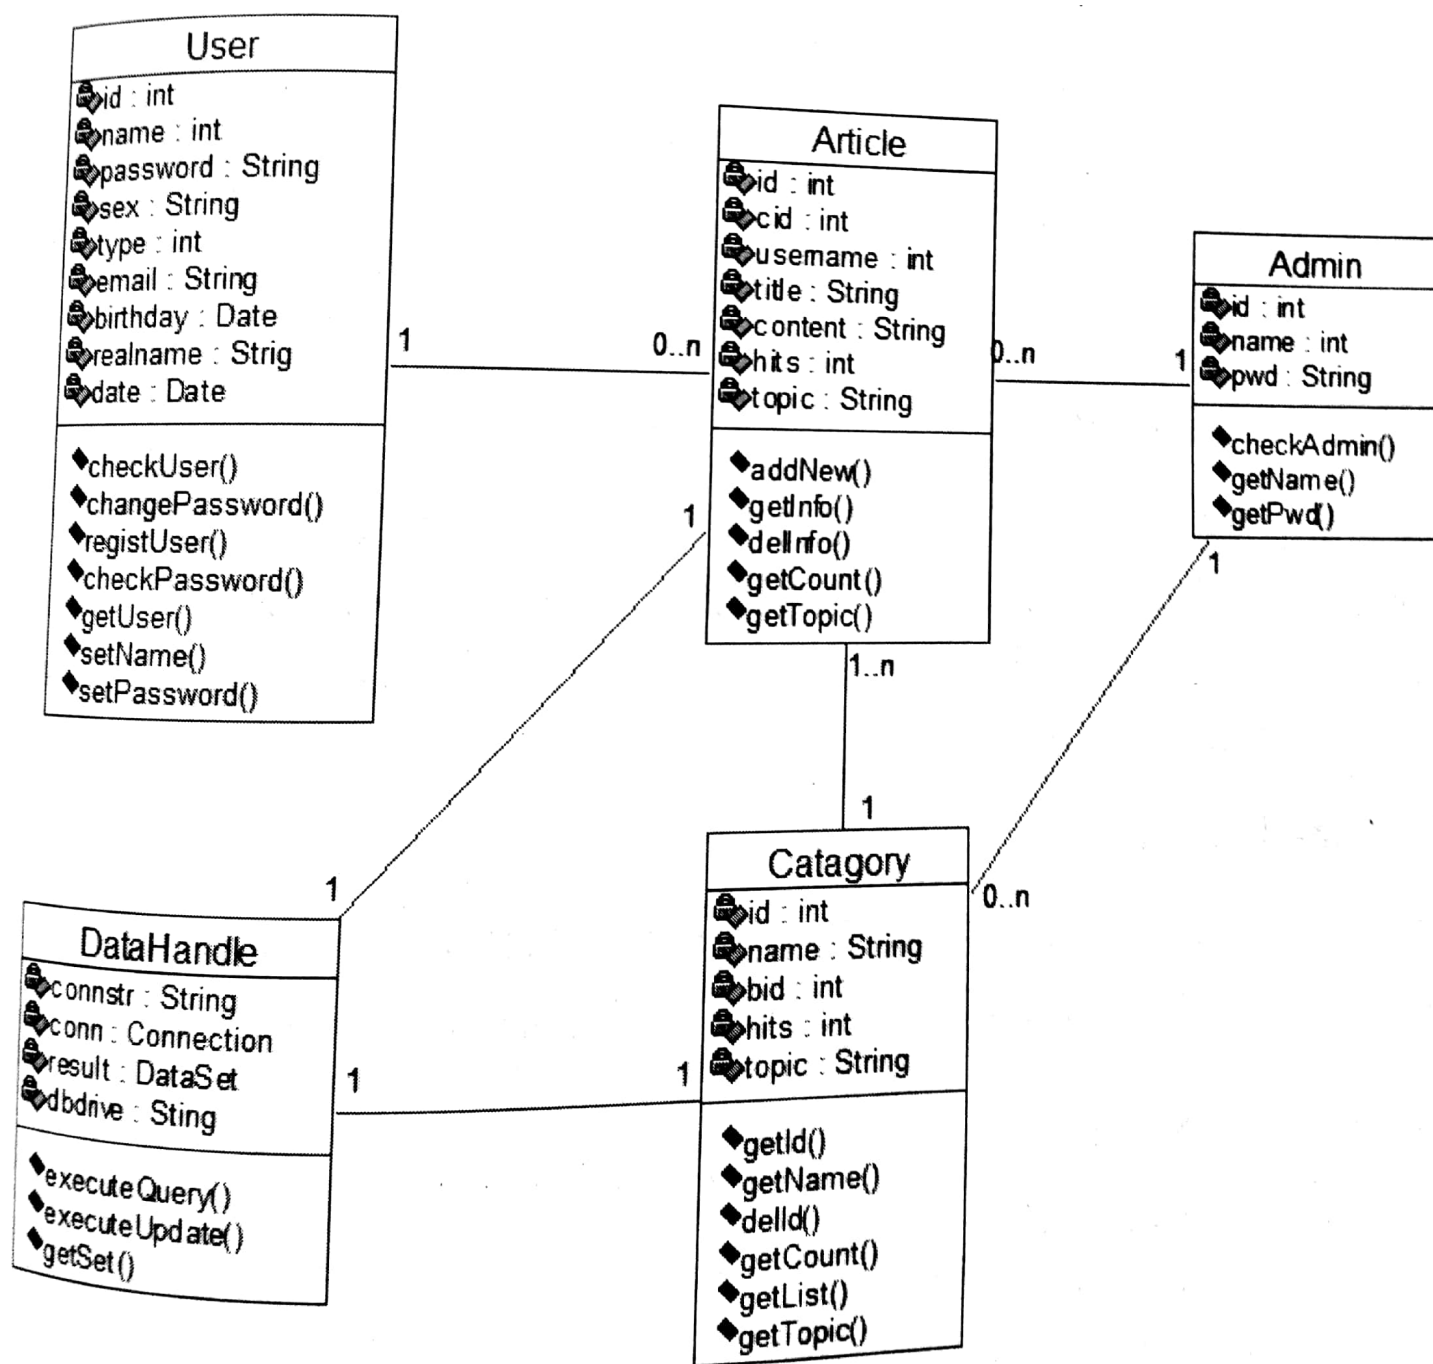 User
id : int
name : int
password : String
sex : String
type : int
email : String
birthday : Date
realname : Strig
date : Date
checkUser()
changePassword()
registUser()
checkPassword()
getUser()
setName()
setPassword()
1
0..n
Article
id : int
cid : int
username : int
title : String
content : String
hits : int
topic : String
addNew()
getInfo()
delInfo()
getCount()
getTopic()
0..n
1
Admin
id : int
name : int
pwd : String
checkAdmin()
getName()
getPwd()
1
1
1..n
1
1
0..n
DataHandle
connstr : String
conn : Connection
result : DataSet
dbdrive : Sting
executeQuery()
executeUpdate()
getSet()
1
1
Catagory
id : int
name : String
bid : int
hits : int
topic : String
getId()
getName()
delId()
getCount()
getList()
getTopic()